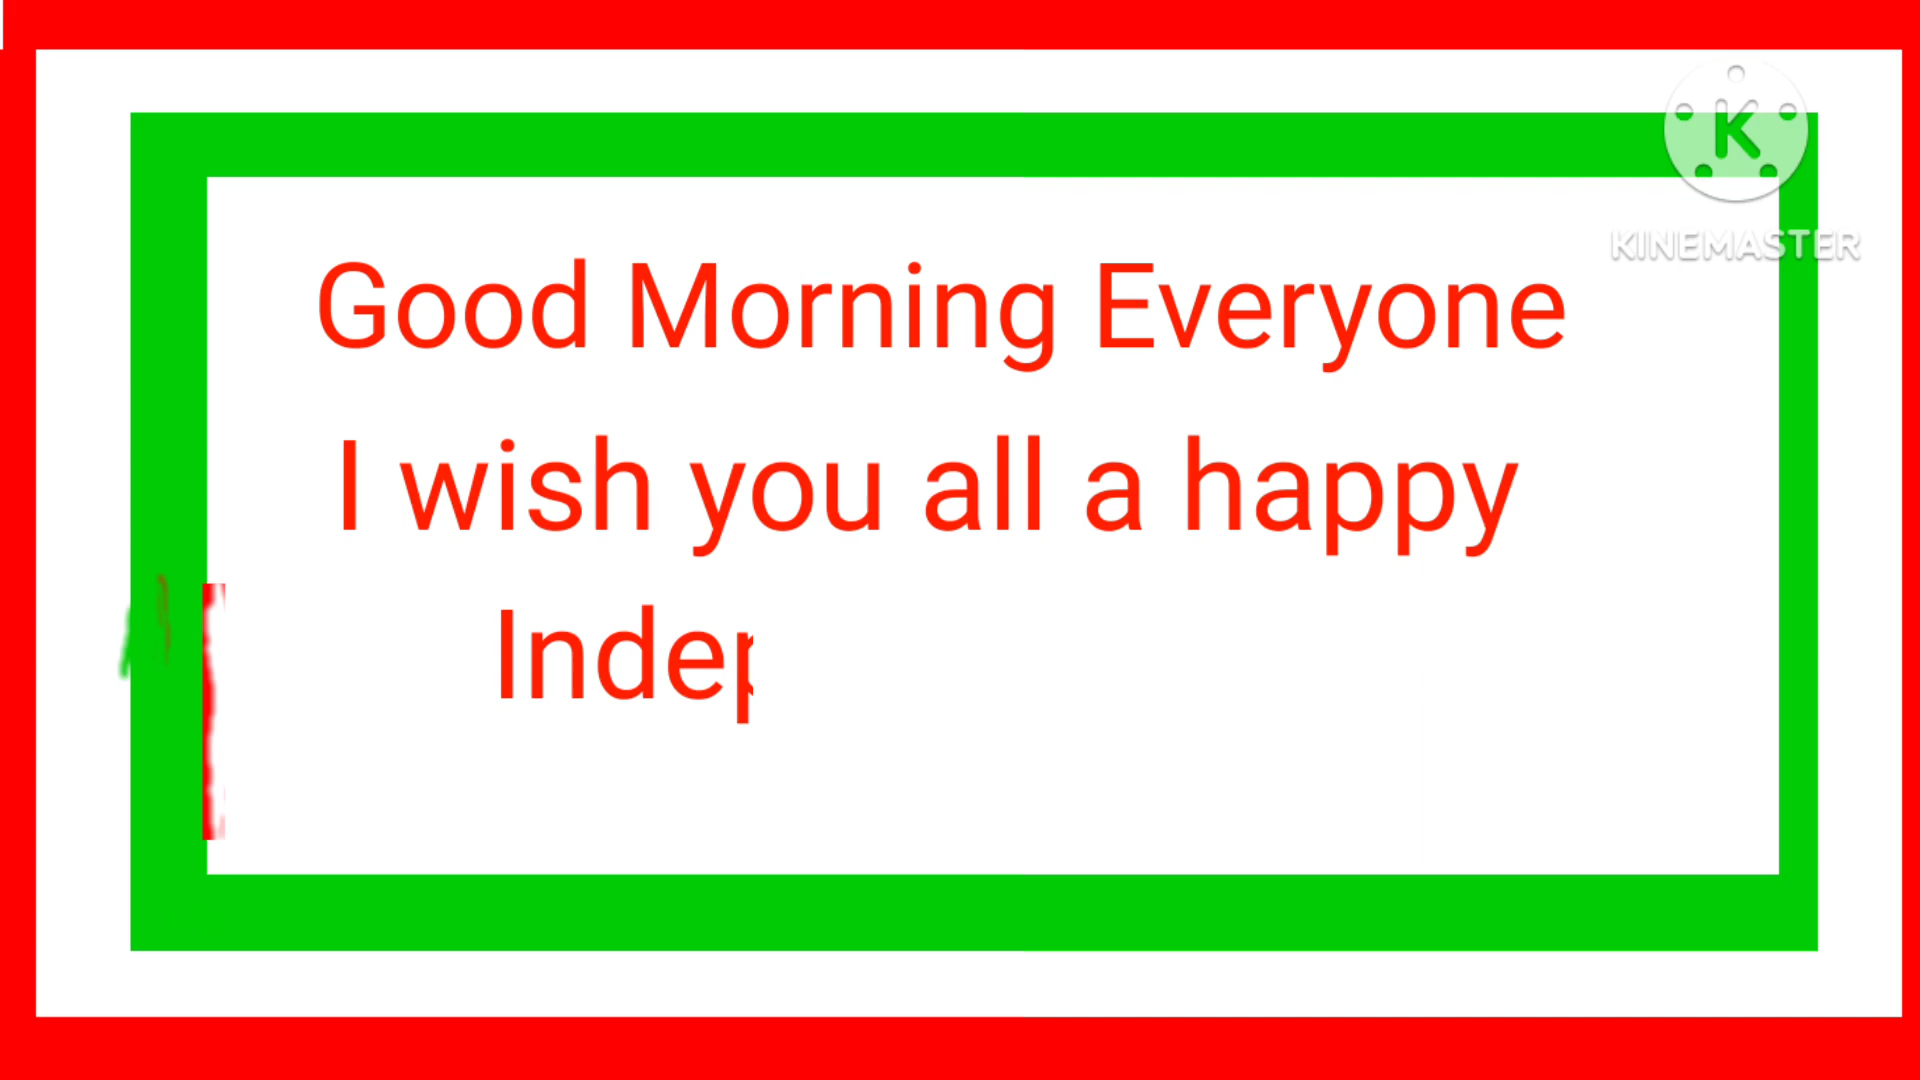 K
KINEMASTER
Good Morning Everyone
I wish you all a happy
Indep